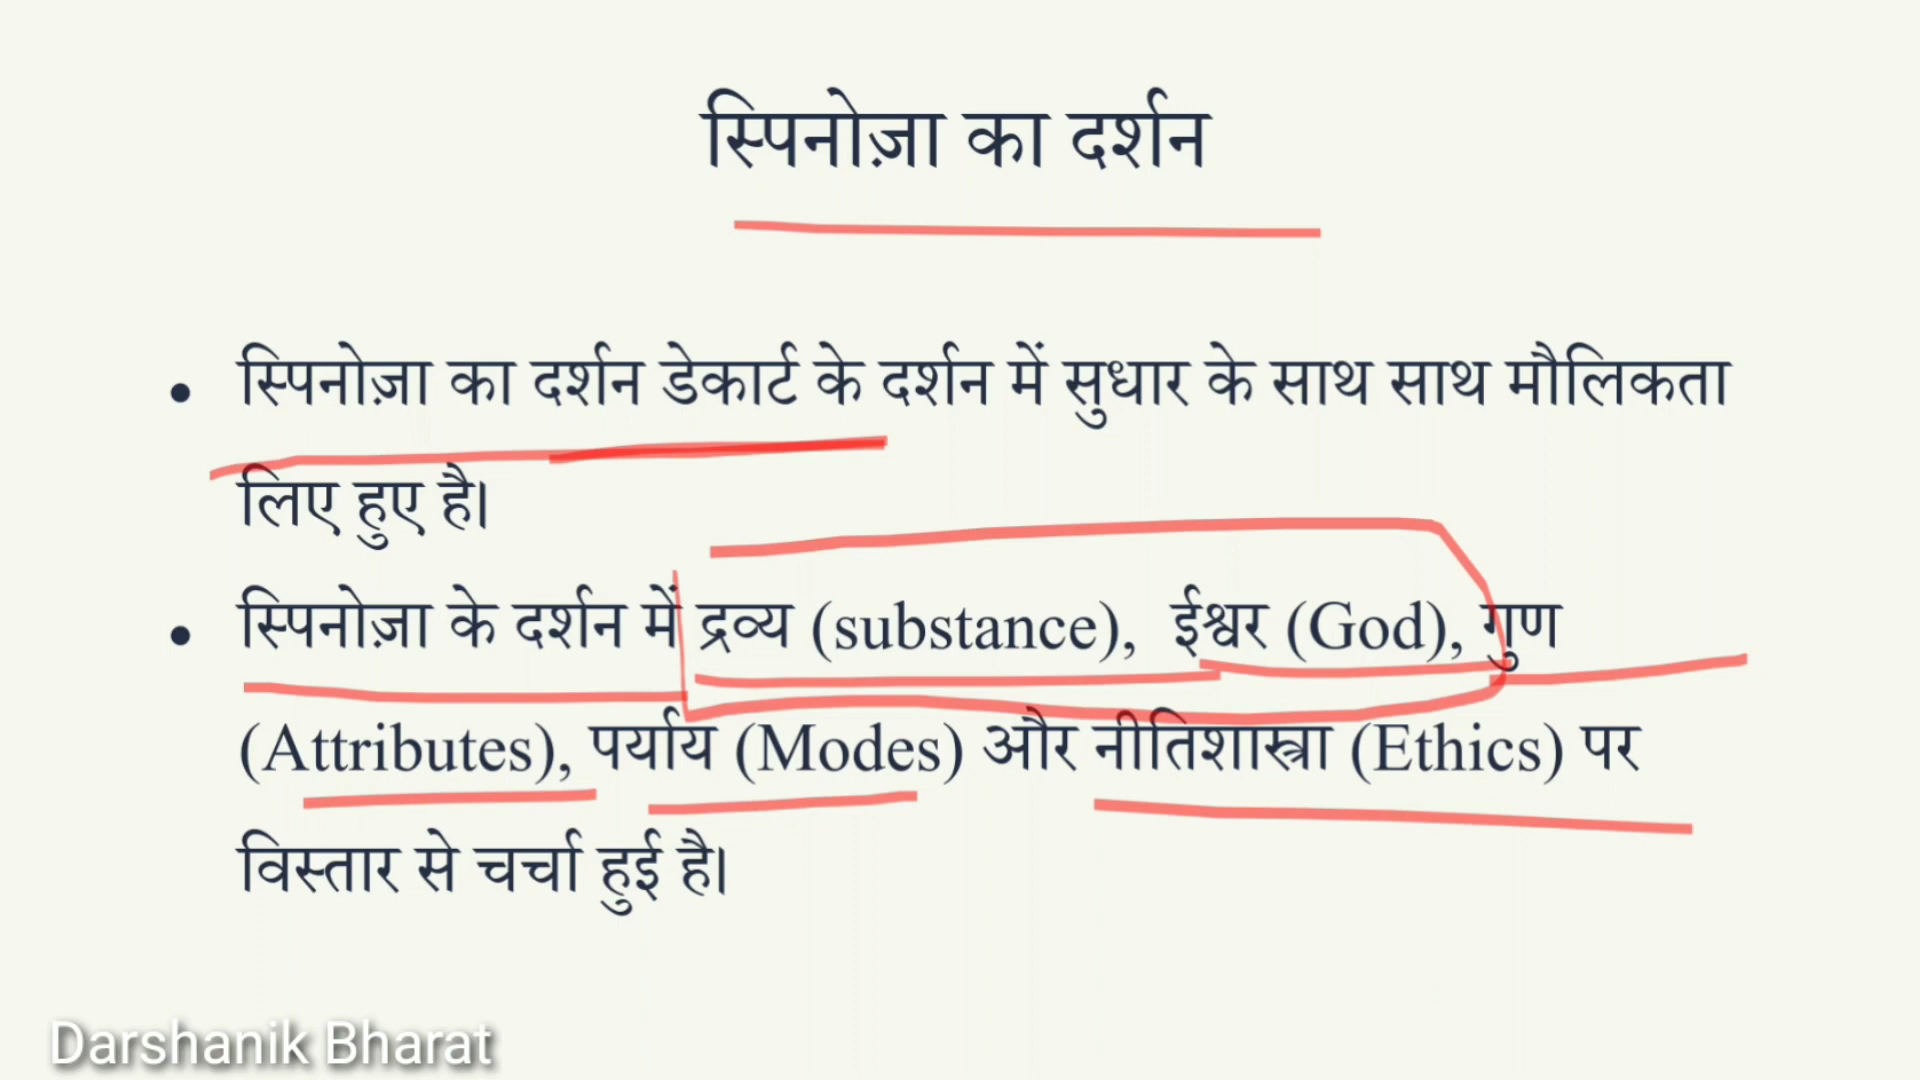 स्पिनोज़ा का दर्शन
• स्पिनोज़ा का दर्शन डेकार्ट के दर्शन में सुधार के साथ साथ मौलिकता
लिए हुए है।
• स्पिनोज़ा के दर्शन में द्रव्य (substance), ईश्वर (God), गुण
(Attributes), पर्याय (Modes) और नीतिशास्त्रा (Ethics) पर
विस्तार से चर्चा हुई है।
Darshanik Bharat